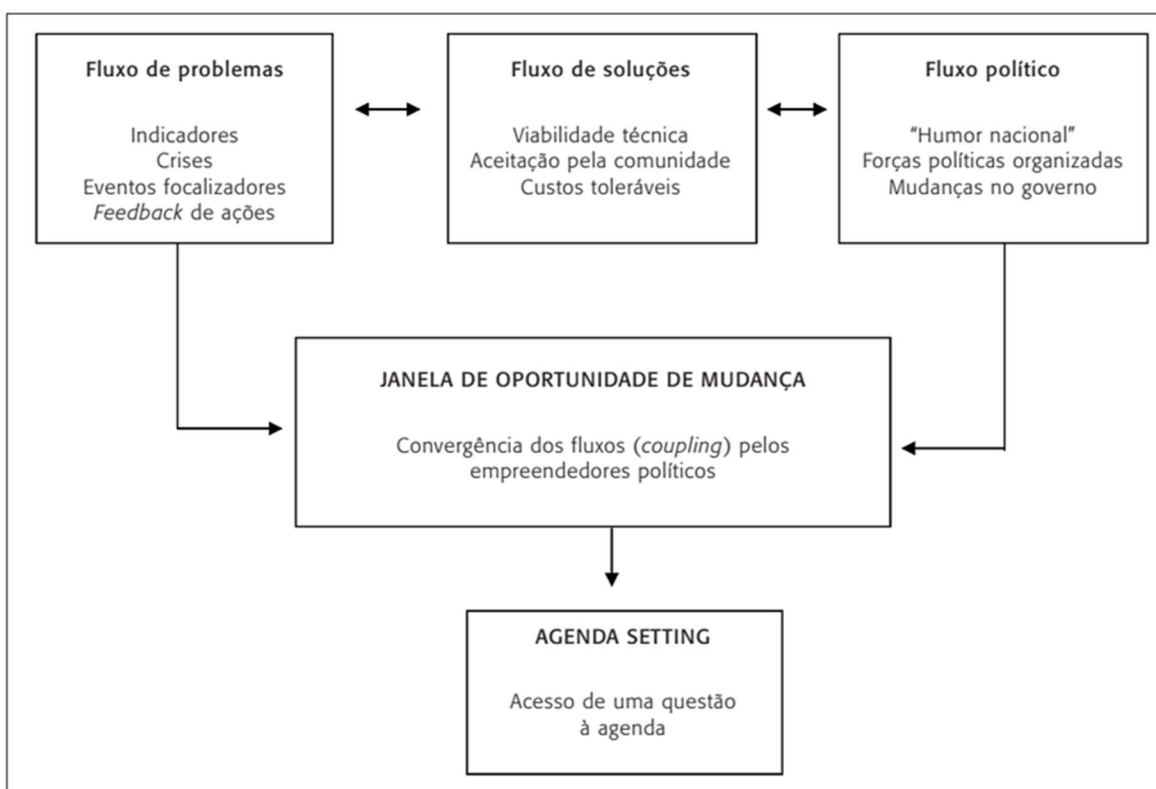 Fluxo de problemas
Indicadores
Crises
Eventos focalizadores
Feedback de ações
Fluxo de soluções
Viabilidade técnica
Aceitação pela comunidade
Custos toleráveis
Fluxo político
“Humor nacional”
Forças políticas organizadas
Mudanças no governo
JANELA DE OPORTUNIDADE DE MUDANÇA
Convergência dos fluxos (coupling) pelos
empreendedores políticos
AGENDA SETTING
Acesso de uma questão
à agenda